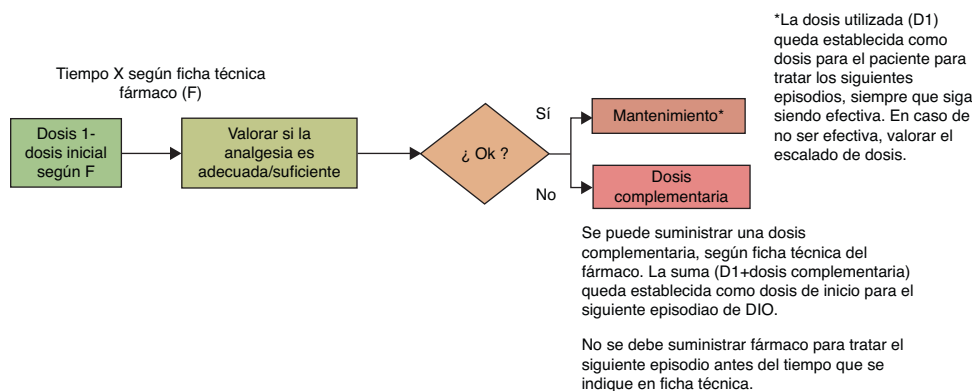 Tiempo X según ficha técnica
fármaco (F)
Dosis 1-
dosis inicial
según F
Valorar si la
analgesia es
adecuada/suficiente
¿ Ok ?
Sí
No
Mantenimiento*
Dosis
complementaria
*La dosis utilizada (D1)
queda establecida como
dosis para el paciente para
tratar los siguientes
episodios, siempre que siga
siendo efectiva. En caso de
no ser efectiva, valorar el
escalado de dosis.
Se puede suministrar una dosis
complementaria, según ficha técnica del
fármaco. La suma (D1+dosis complementaria)
queda establecida como dosis de inicio para el
siguiente episodiao de DIO.
No se debe suministrar fármaco para tratar el
siguiente episodio antes del tiempo que se
indique en ficha técnica.